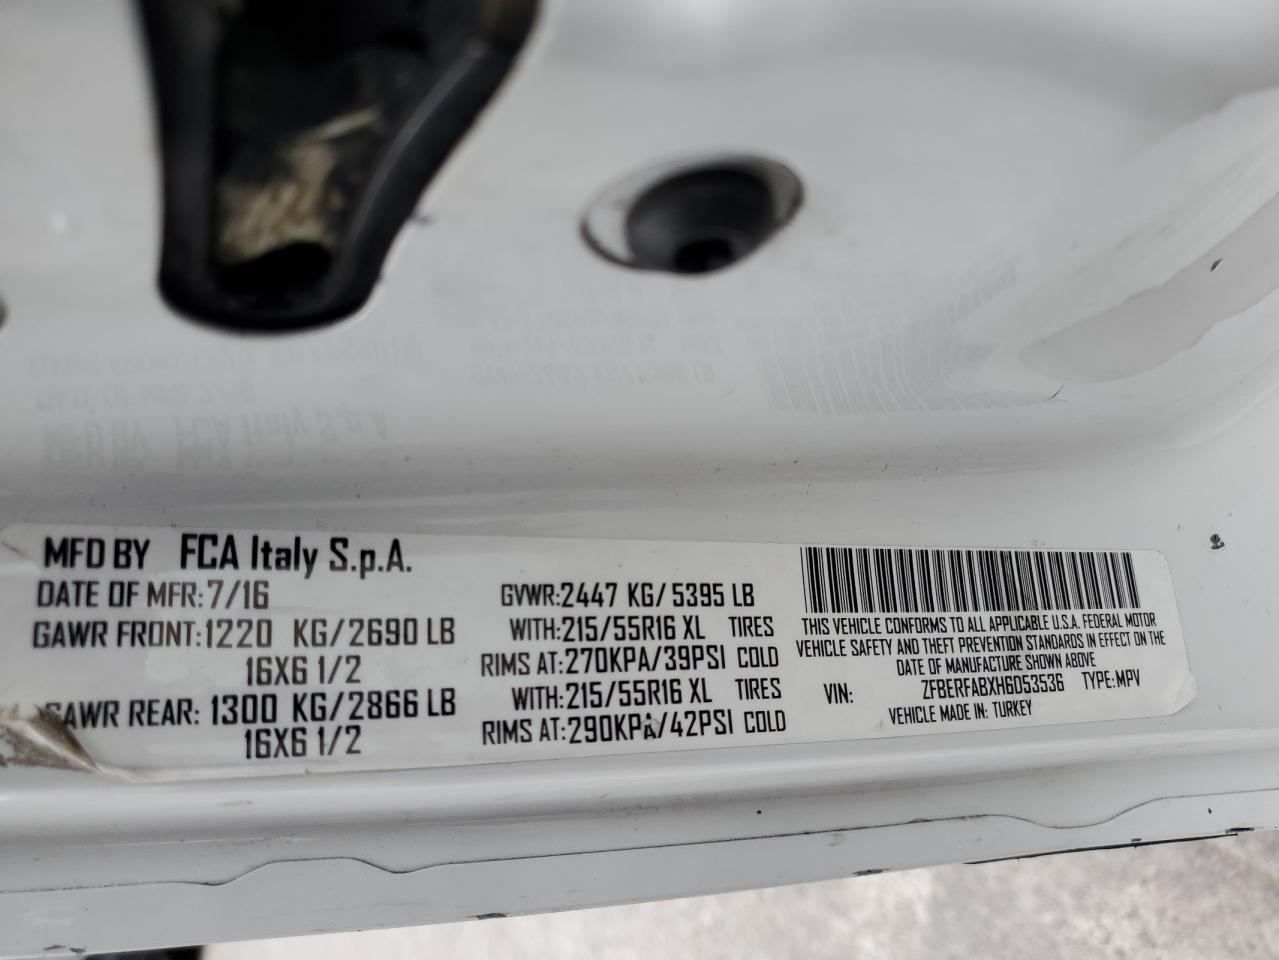 MFD BY FCA Italy S.p.A.
DATE OF MFR: 7/16
GAWR FRONT: 1220 KG/2690 LB
16X6 1/2
GAWR REAR: 1300 KG/2866 LB
16X6 1/2
GVWR: 2447 KG/5395 LB
WITH: 215/55R16 XL TIRES
RIMS AT: 270KPA/39PSI COLD
WITH: 215/55R16 XL TIRES
RIMS AT: 290KPA/42PSI COLD
THIS VEHICLE CONFORMS TO ALL APPLICABLE U.S.A. FEDERAL MOTOR
VEHICLE SAFETY AND THEFT PREVENTION STANDARDS IN EFFECT ON THE
DATE OF MANUFACTURE SHOWN ABOVE
VIN: ZFBERFABXH6D53536 TYPE: MPV
VEHICLE MADE IN: TURKEY